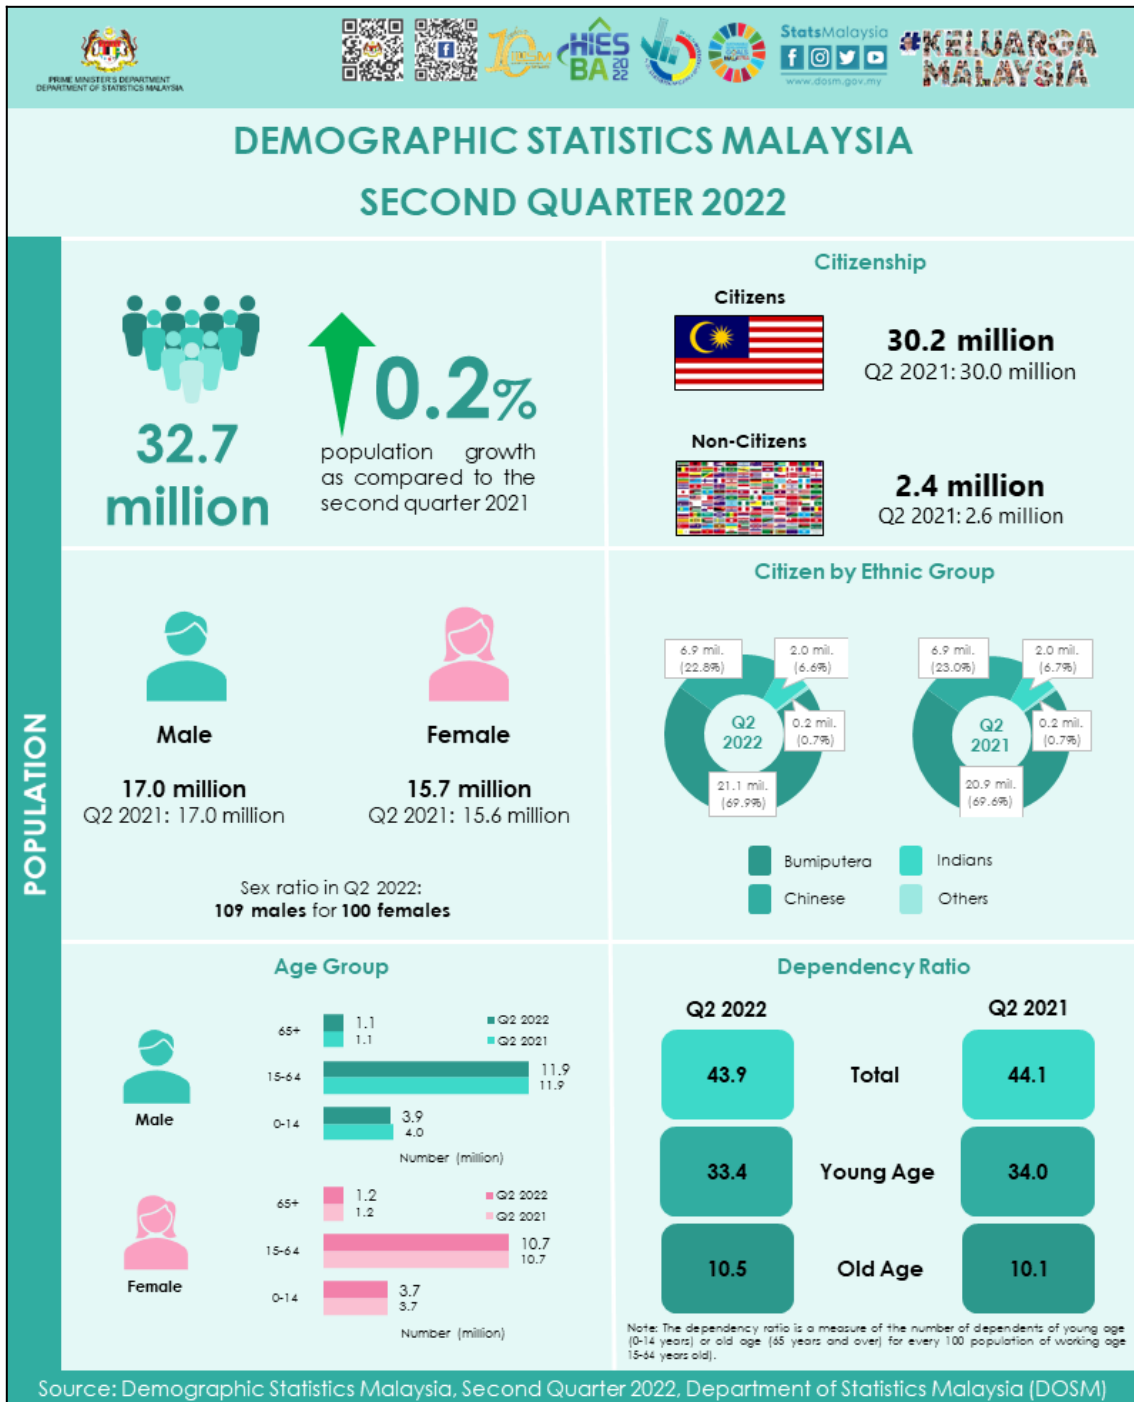 PRIME MINISTER'S DEPARTMENT
DEPARTMENT OF STATISTICS MALAYSIA
HIES
BA
2022
StatsMalaysia
www.dosm.gov.my
#KELUARGA
MALAYSIA
DEMOGRAPHIC STATISTICS MALAYSIA
SECOND QUARTER 2022
POPULATION
32.7
million
0.2%
population growth
as compared to the
second quarter 2021
Citizenship
Citizens
30.2 million
Q2 2021: 30.0 million
Non-Citizens
2.4 million
Q2 2021: 2.6 million
Male
17.0 million
Q2 2021: 17.0 million
Female
15.7 million
Q2 2021: 15.6 million
Sex ratio in Q2 2022:
109 males for 100 females
Citizen by Ethnic Group
6.9 mil.
(22.8%)
2.0 mil.
(6.6%)
0.2 mil.
(0.7%)
21.1 mil.
(69.9%)
Q2
2022
6.9 mil.
(23.0%)
2.0 mil.
(6.7%)
0.2 mil.
(0.7%)
20.9 mil.
(69.6%)
Q2
2021
Bumiputera
Indians
Chinese
Others
Age Group
Male
65+
1.1
1.1
15-64
11.9
11.9
0-14
3.9
4.0
Q2 2022
Q2 2021
Number (million)
Female
65+
1.2
1.2
15-64
10.7
10.7
0-14
3.7
3.7
Q2 2022
Q2 2021
Number (million)
Dependency Ratio
Q2 2022
Q2 2021
43.9
Total
44.1
33.4
Young Age
34.0
10.5
Old Age
10.1
Note: The dependency ratio is a measure of the number of dependents of young age
(0-14 years) or old age (65 years and over) for every 100 population of working age
15-64 years old).
Source: Demographic Statistics Malaysia, Second Quarter 2022, Department of Statistics Malaysia (DOSM)